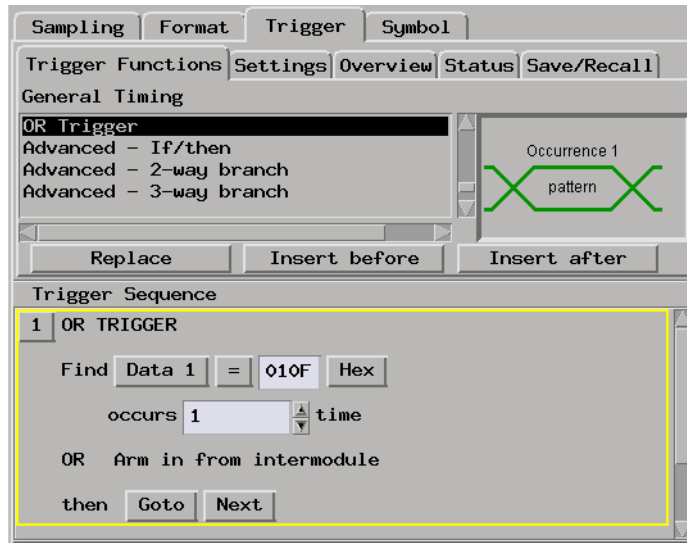 Sampling Format Trigger Symbol
Trigger Functions Settings Overview Status Save/Recall
General Timing
OR Trigger
Advanced - If/then
Advanced - 2-way branch
Advanced - 3-way branch
Occurrence 1
pattern
Replace Insert before Insert after
Trigger Sequence
1 OR TRIGGER
Find Data 1 = 010F Hex
occurs 1 time
OR Arm in from intermodule
then Goto Next